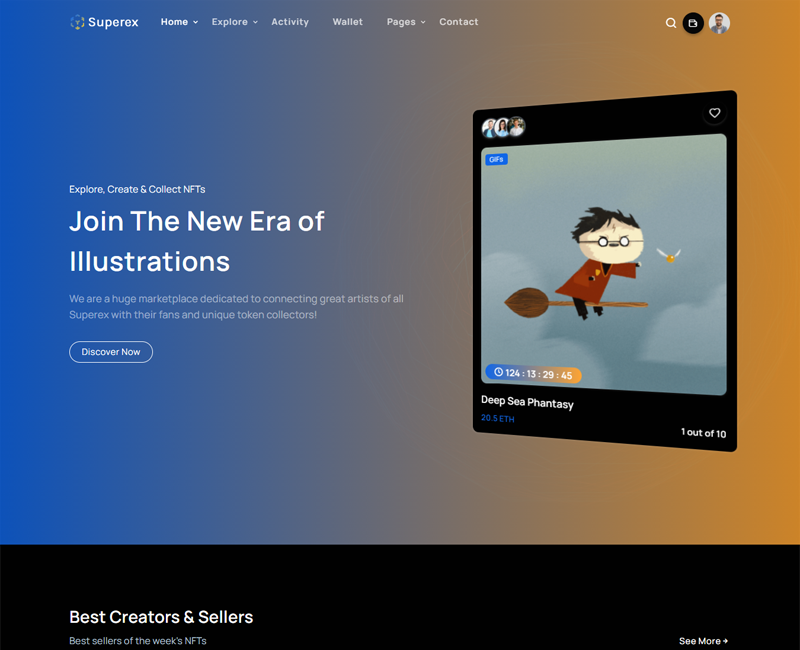 Superex
Home
Explore
Activity
Wallet
Pages
Contact
Explore, Create & Collect NFTs
Join The New Era of
Illustrations
We are a huge marketplace dedicated to connecting great artists of all
Superex with their fans and unique token collectors!
Discover Now
GIFs
124 : 13 : 29 : 45
Deep Sea Phantasy
20.5 ETH
1 out of 10
Best Creators & Sellers
Best sellers of the week's NFTs
See More